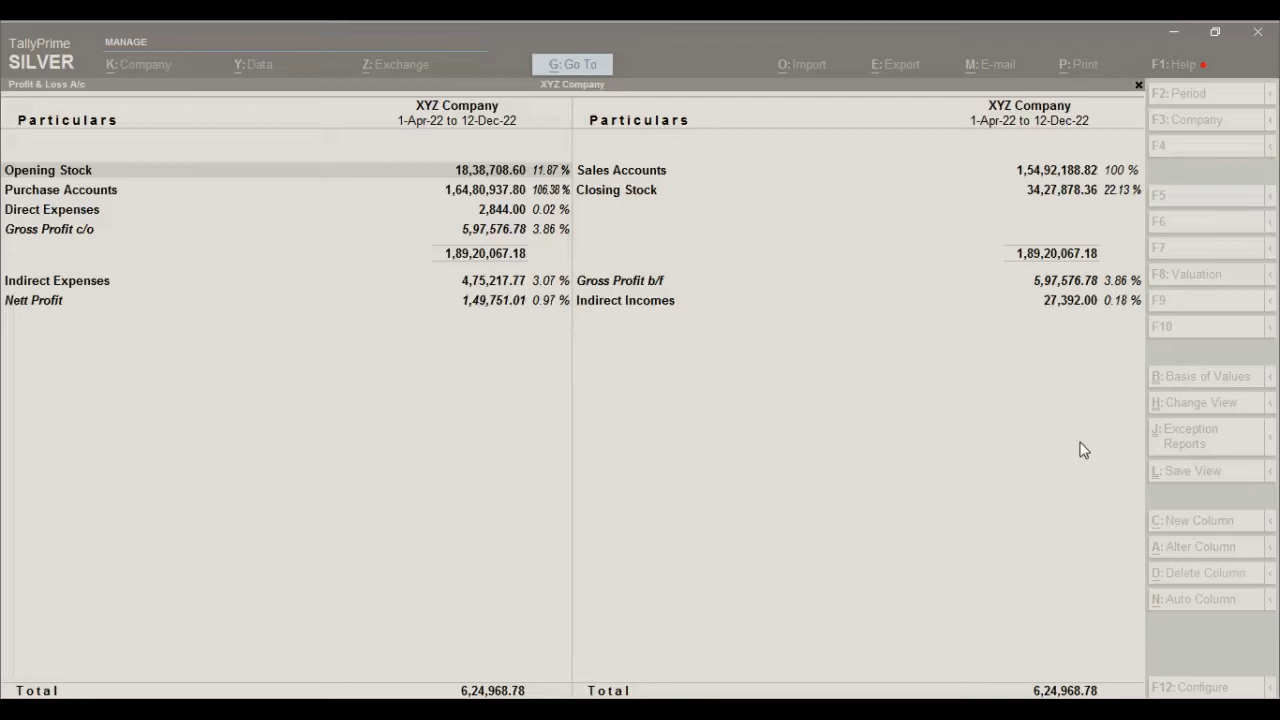 TallyPrime
SILVER
MANAGE
K: Company
Y: Data
Z: Exchange
G: Go To
O: Import
E: Export
M: E-mail
P: Print
F1: Help
Profit & Loss A/c
XYZ Company
Particulars
XYZ Company
1-Apr-22 to 12-Dec-22
Opening Stock 18,38,708.60 11.87 %
Purchase Accounts 1,64,80,937.80 106.38 %
Direct Expenses 2,844.00 0.02 %
Gross Profit c/o 5,97,576.78 3.86 %
1,89,20,067.18
Indirect Expenses 4,75,217.77 3.07 %
Nett Profit 1,49,751.01 0.97 %
Total 6,24,968.78
Particulars
XYZ Company
1-Apr-22 to 12-Dec-22
Sales Accounts 1,54,92,188.82 100 %
Closing Stock 34,27,878.36 22.13 %
1,89,20,067.18
Gross Profit b/f 5,97,576.78 3.86 %
Indirect Incomes 27,392.00 0.18 %
Total 6,24,968.78
F2: Period
F3: Company
F4
F5
F6
F7
F8: Valuation
F9
F10
B: Basis of Values
H: Change View
J: Exception
Reports
L: Save View
C: New Column
A: Alter Column
D: Delete Column
N: Auto Column
F12: Configure